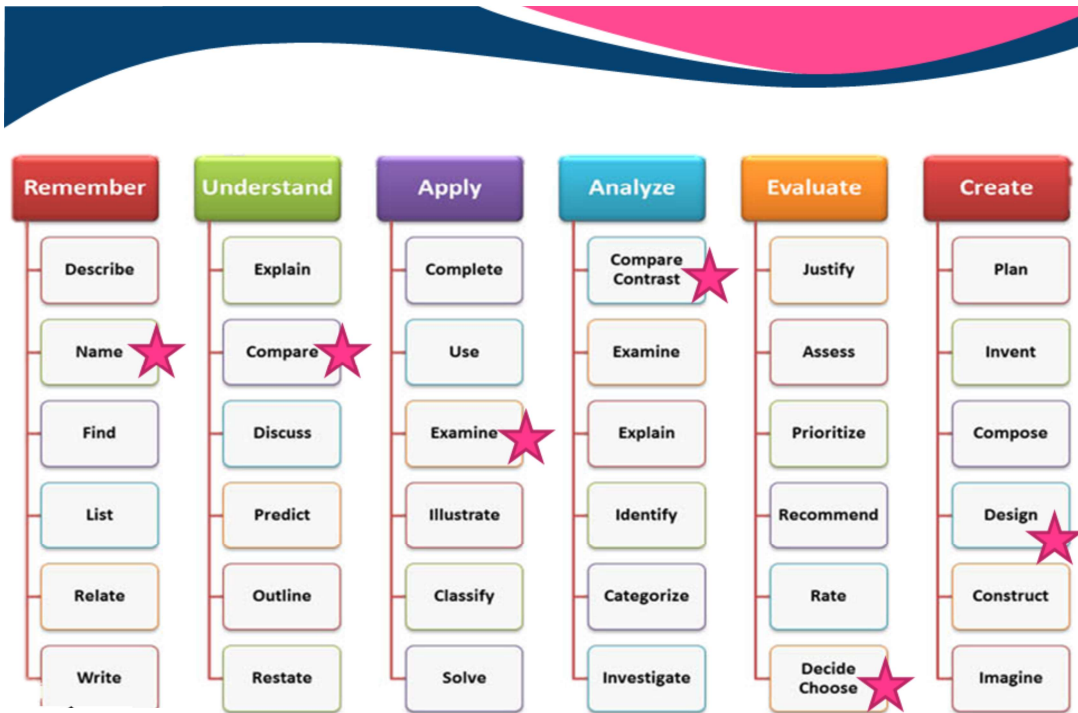 Remember
Understand
Apply
Analyze
Evaluate
Create
Describe
Explain
Complete
Compare
Contrast
Justify
Plan
Name
Compare
Use
Examine
Assess
Invent
Find
Discuss
Examine
Explain
Prioritize
Compose
List
Predict
Illustrate
Identify
Recommend
Design
Relate
Outline
Classify
Categorize
Rate
Construct
Write
Restate
Solve
Investigate
Decide
Choose
Imagine